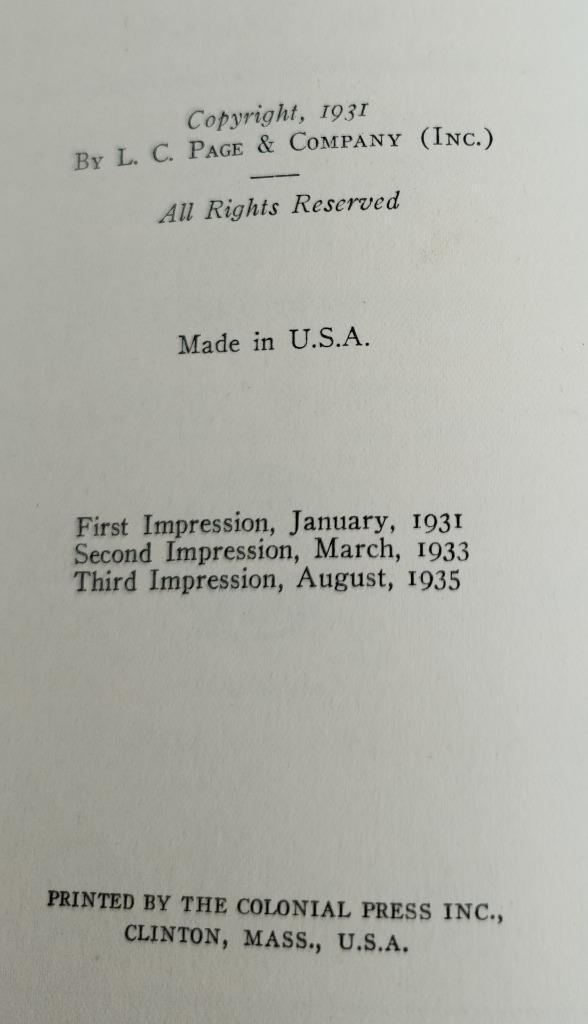 Copyright, 1931
By L. C. Page & Company (Inc.)
All Rights Reserved
Made in U.S.A.
First Impression, January, 1931
Second Impression, March, 1933
Third Impression, August, 1935
PRINTED BY THE COLONIAL PRESS INC.,
CLINTON, MASS., U.S.A.